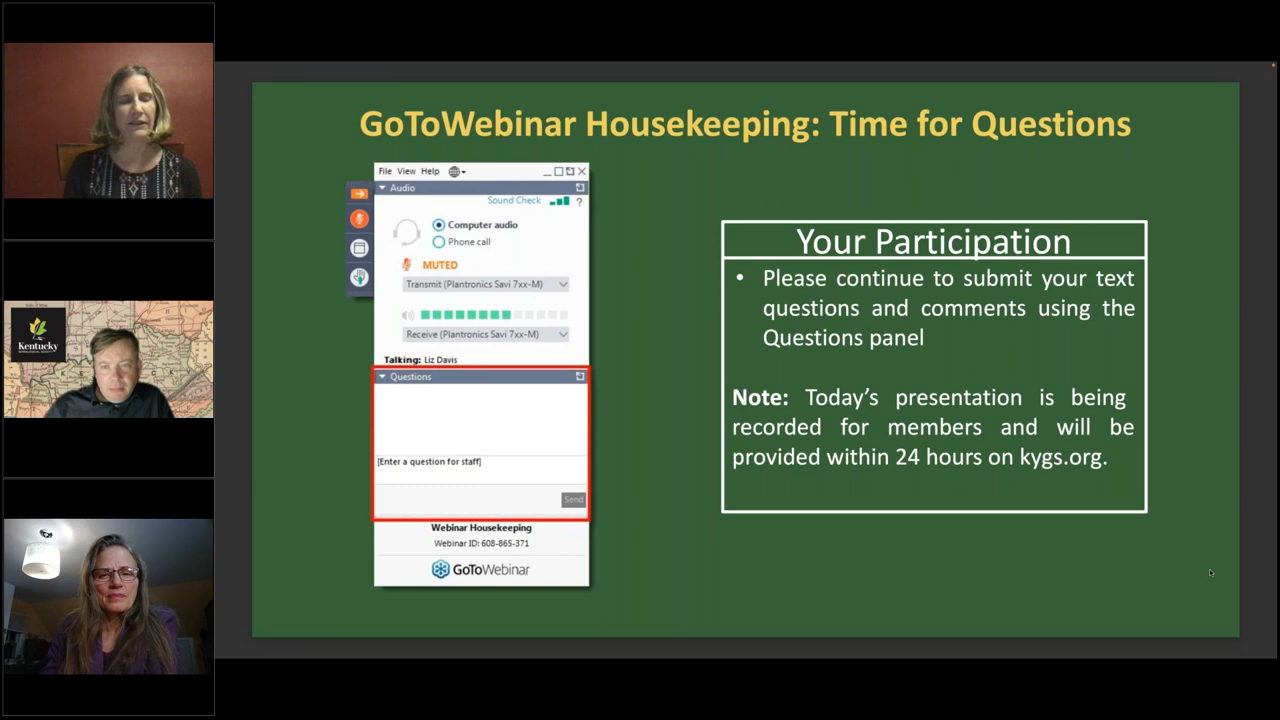 GoToWebinar Housekeeping: Time for Questions
File View Help
Audio
Sound Check
?
Computer audio
Phone call
MUTED
Transmit (Plantronics Savi 7xx-M)
Receive (Plantronics Savi 7xx-M)
Talking: Liz Davis
Questions
[Enter a question for staff]
Send
Webinar Housekeeping
Webinar ID: 608-865-371
GoToWebinar
Your Participation
• Please continue to submit your text
questions and comments using the
Questions panel
Note: Today's presentation is being
recorded for members and will be
provided within 24 hours on kygs.org.
Kentucky